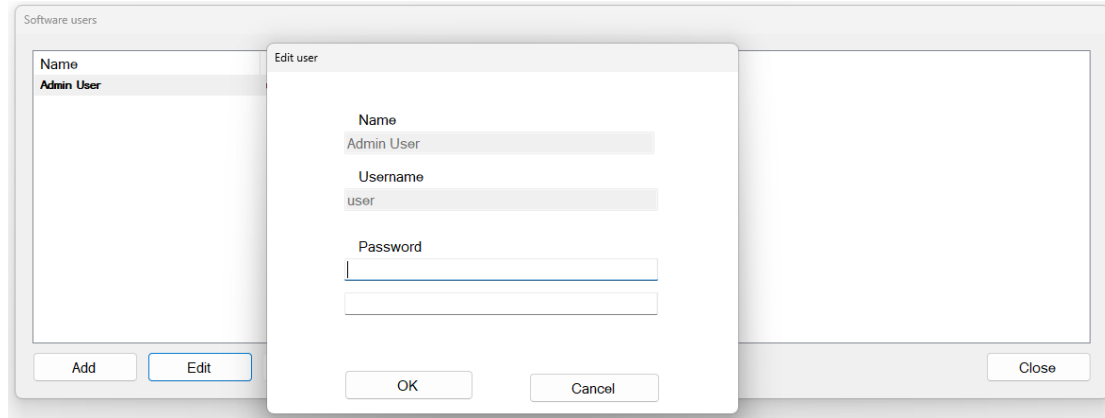 Software users
Name
Admin User
Edit user
Name
Admin User
Username
user
Password
OK
Cancel
Add
Edit
Close